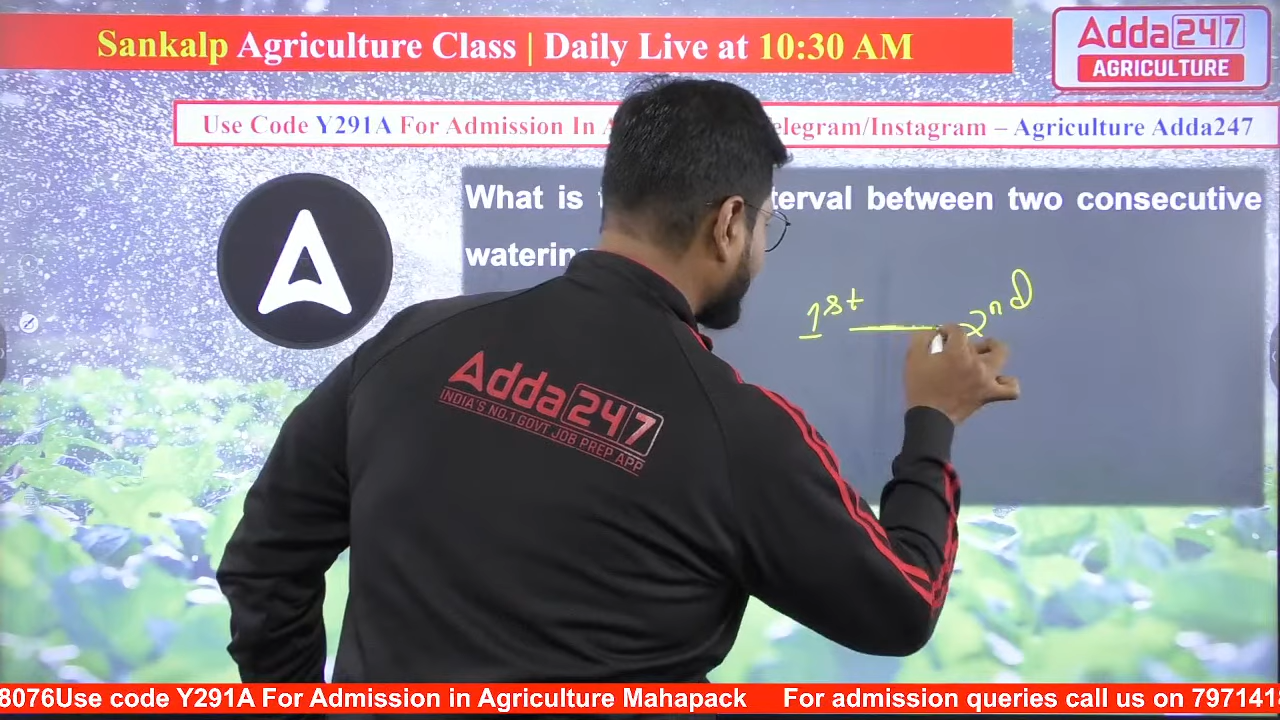 Sankalp Agriculture Class | Daily Live at 10:30 AM
Adda247
AGRICULTURE
Use Code Y291A For Admission In A elegram/Instagram – Agriculture Adda247
What is terval between two consecutive
waterin
1st 2nd
Adda247
INDIA'S NO.1 GOVT JOB PREP APP
8076Use code Y291A For Admission in Agriculture Mahapack For admission queries call us on 797141